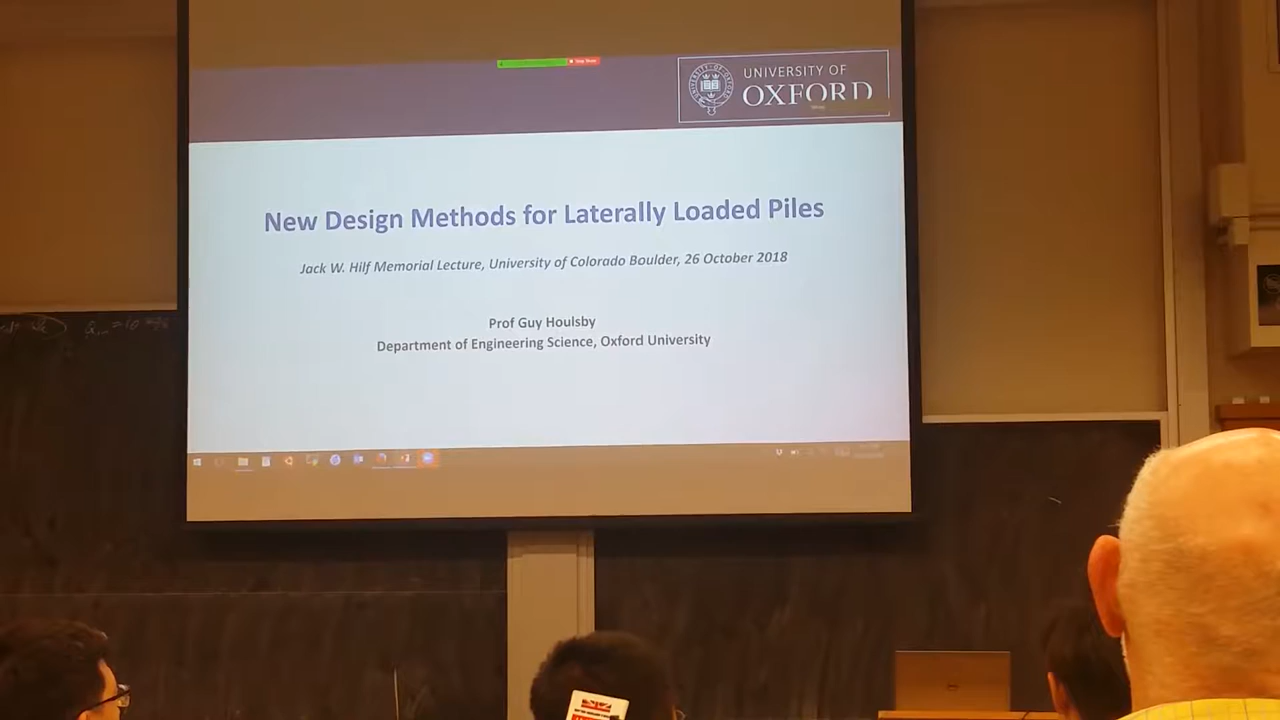 UNIVERSITY OF
OXFORD
New Design Methods for Laterally Loaded Piles
Jack W. Hilf Memorial Lecture, University of Colorado Boulder, 26 October 2018
Prof Guy Houlsby
Department of Engineering Science, Oxford University